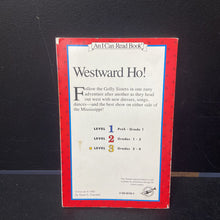 An I Can Read Book
Westward Ho!
Follow the Golly Sisters in one zany
adventure after another as they head
out west with new dresses, songs,
dances—and the best show on either side of
the Mississippi!
LEVEL 1 PreS - Grade 1
LEVEL 2 Grades 1 - 3
LEVEL 3 Grades 2 - 4